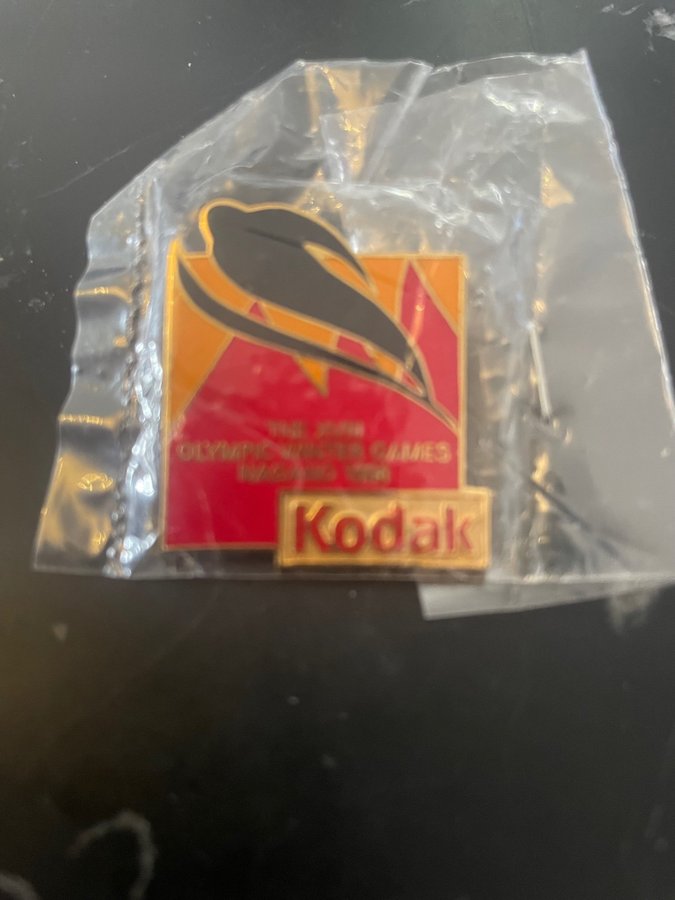 THE XVIII
OLYMPIC WINTER GAMES
NAGANO 1998
Kodak